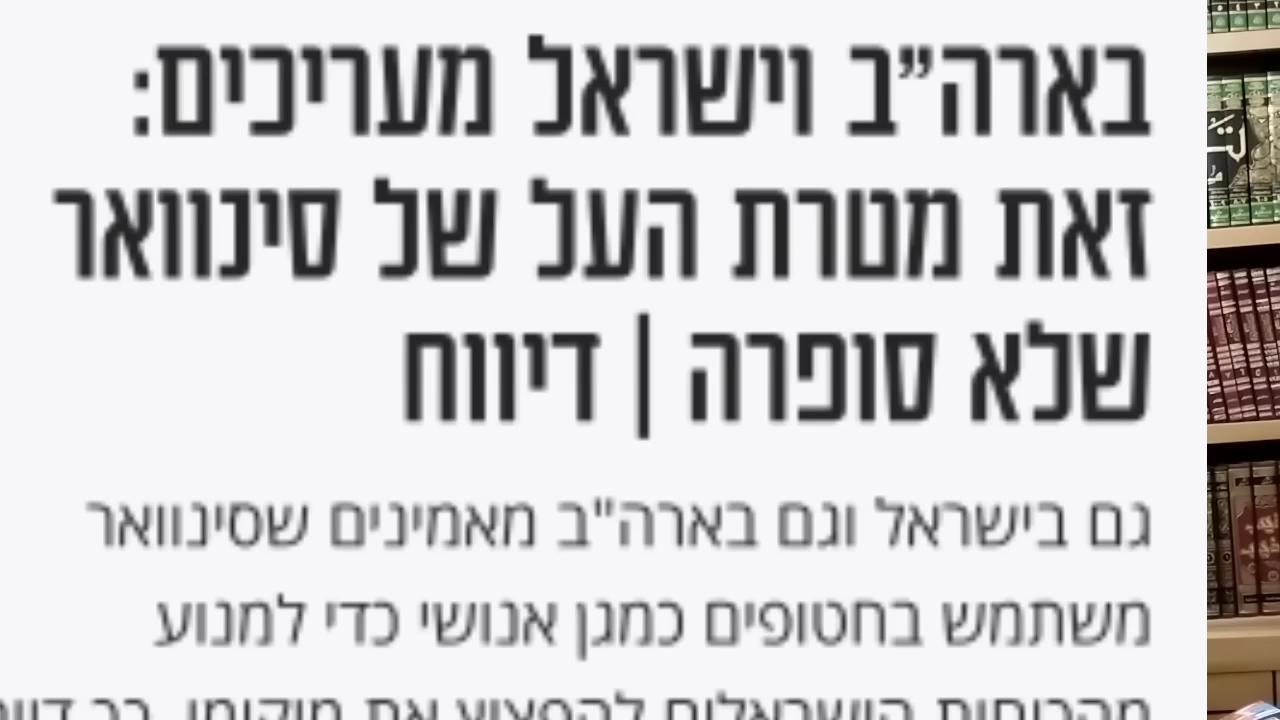 בארה”ב וישראל מעריכים:
זאת מטרת העל של סינוואר
שלא סופרה | דיווח
גם בישראל וגם בארה"ב מאמינים שסינוואר
משתמש בחטופים כמגן אנושי כדי למנוע